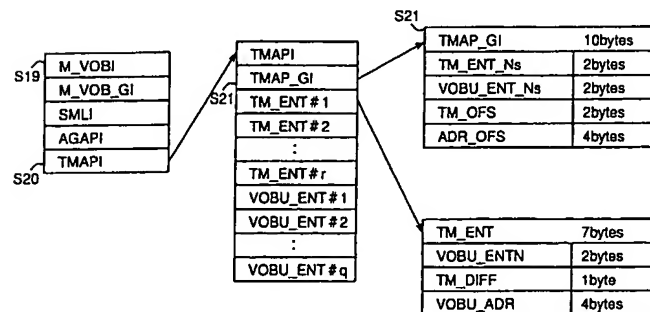 S19
M_VOBI
M_VOB_GI
SMLI
AGAPI
TMAPI
S20
TMAPI
TMAP_GI
S21
TM_ENT#1
TM_ENT#2
:
TM_ENT#r
VOBU_ENT#1
VOBU_ENT#2
:
VOBU_ENT#q
S21
TMAP_GI 10bytes
TM_ENT_Ns 2bytes
VOBU_ENT_Ns 2bytes
TM_OFS 2bytes
ADR_OFS 4bytes
TM_ENT 7bytes
VOBU_ENTN 2bytes
TM_DIFF 1byte
VOBU_ADR 4bytes